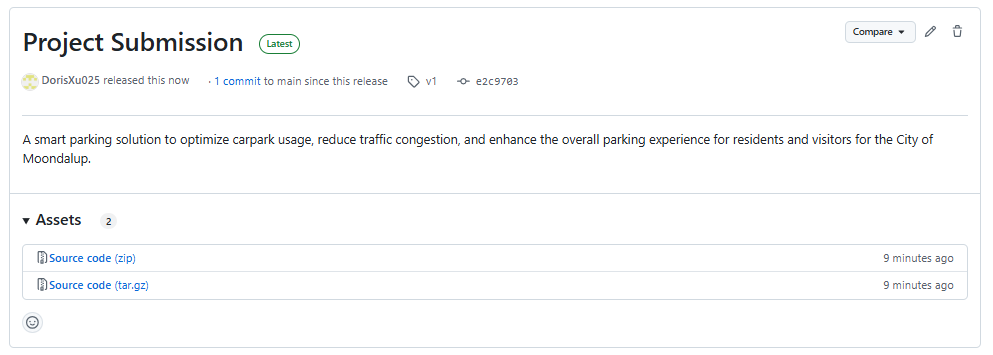 Project Submission Latest Compare
DorisXu025 released this now · 1 commit to main since this release v1 e2c9703
A smart parking solution to optimize carpark usage, reduce traffic congestion, and enhance the overall parking experience for residents and visitors for the City of
Moondalup.
Assets 2
Source code (zip) 9 minutes ago
Source code (tar.gz) 9 minutes ago